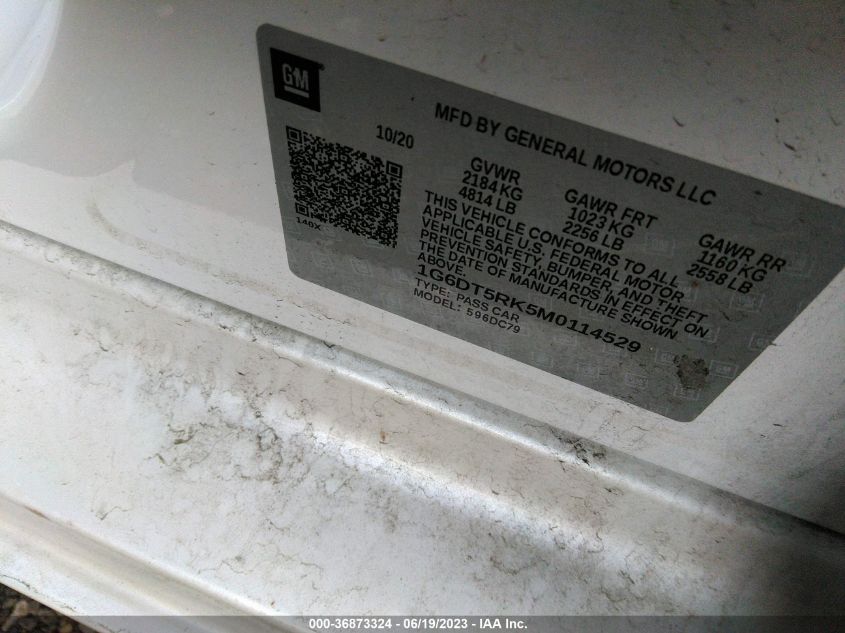 GM
MFD BY GENERAL MOTORS LLC
10/20
GVWR
2184 KG
4814 LB
GAWR FRT
1023 KG
2256 LB
GAWR RR
1160 KG
2558 LB
THIS VEHICLE CONFORMS TO ALL
APPLICABLE U.S. FEDERAL MOTOR
VEHICLE SAFETY, BUMPER, AND THEFT
PREVENTION STANDARDS IN EFFECT ON
THE DATE OF MANUFACTURE SHOWN
ABOVE.
1G6DT5RK5M0114529
TYPE: PASS CAR
MODEL: 596DC79
140X
000-36873324 - 06/19/2023 - IAA Inc.